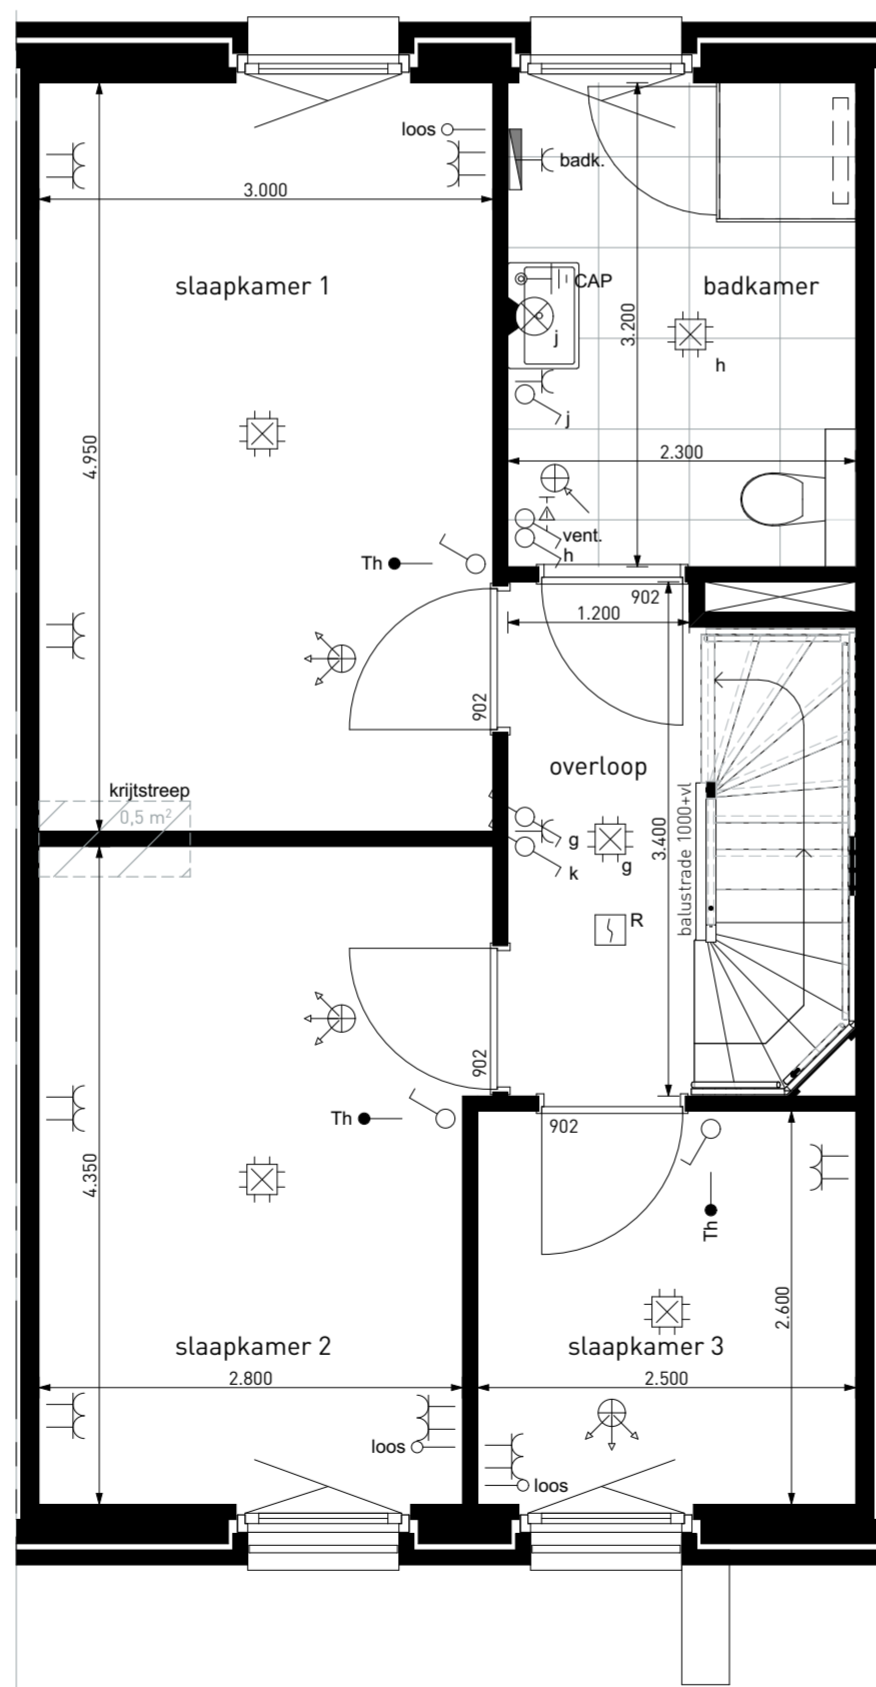 loos
badk.
3.000
slaapkamer 1
CAP
badkamer
j
3.200
h
j
4.950
2.300
vent.
h
Th
902
1.200
902
overloop
krijtstreep
0,5 m²
g
k
g
3.400
balustrade 1000+vl
R
902
Th
902
4.350
Th
2.600
slaapkamer 2
slaapkamer 3
2.800
2.500
loos
loos